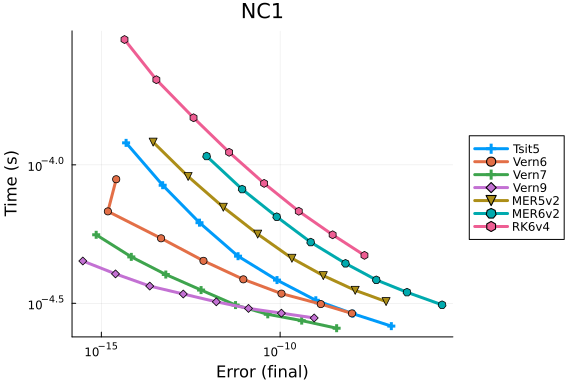 NC1
Time (s)
10⁻⁴·⁰
10⁻⁴·⁵
10⁻¹⁵
10⁻¹⁰
Error (final)
Tsit5
Vern6
Vern7
Vern9
MER5v2
MER6v2
RK6v4